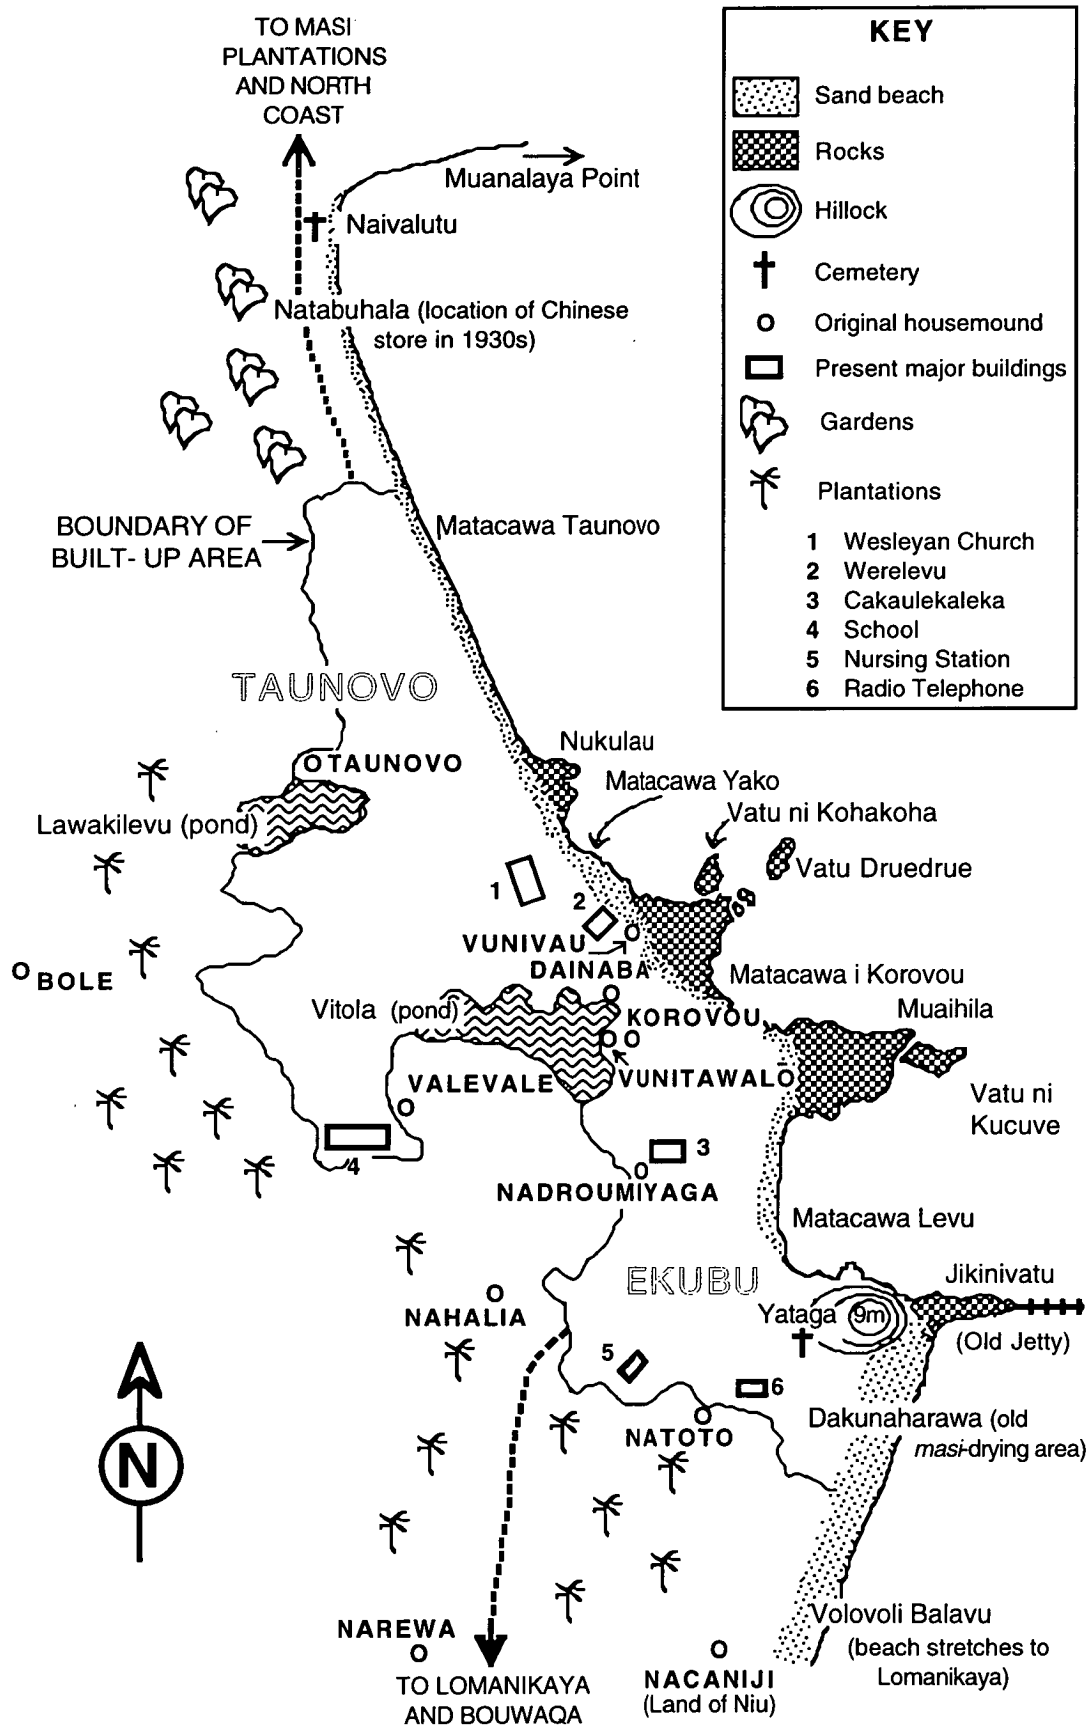 TO MASI
PLANTATIONS
AND NORTH
COAST
KEY
Sand beach
Rocks
Hillock
Cemetery
Original housemound
Present major buildings
Gardens
Plantations
1 Wesleyan Church
2 Werelevu
3 Cakaulekaleka
4 School
5 Nursing Station
6 Radio Telephone
Muanalaya Point
Naivalutu
Natabuhala (location of Chinese
store in 1930s)
BOUNDARY OF
BUILT- UP AREA
Matacawa Taunovo
TAUNOVO
Nukulau
TAUNOVO
Matacawa Yako
Vatu ni Kohakoha
Lawakilevu (pond)
Vatu Druedrue
1
2
VUNIVAU
DAINABA
BOLE
Matacawa i Korovou
Vitola (pond)
KOROVOU
Muaihila
VALEVALE
VUNITAWALŌ
Vatu ni
Kucuve
4
3
NADROUMIYAGA
Matacawa Levu
EKUBU
Jikinivatu
NAHALIA
Yataga
9m
(Old Jetty)
5
6
NATOTO
Dakunaharawa (old
masi-drying area)
N
Volovoli Balavu
(beach stretches to
Lomanikaya)
NAREWA
NACANIJI
(Land of Niu)
TO LOMANIKAYA
AND BOUWAQA